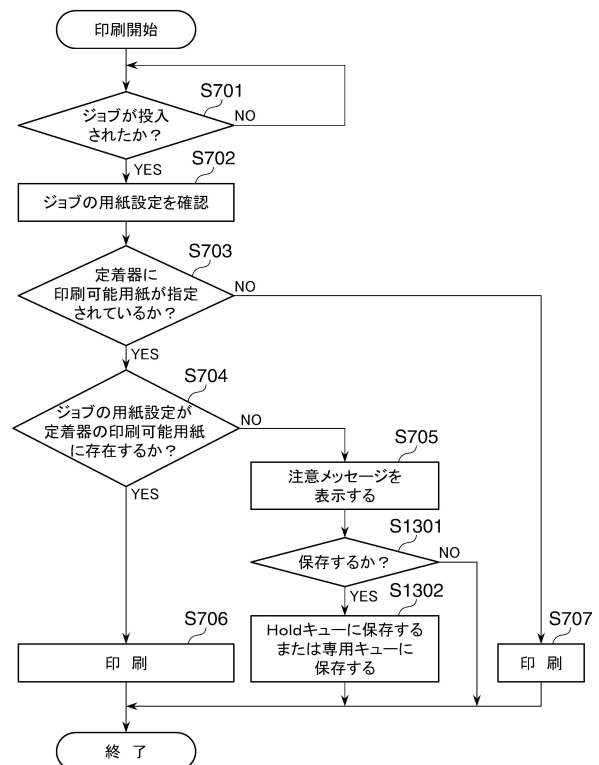 印刷開始
S701
ジョブが投入
されたか？
NO
YES
S702
ジョブの用紙設定を確認
S703
定着器に
印刷可能用紙が指定
されているか？
NO
YES
S704
ジョブの用紙設定が
定着器の印刷可能用紙
に存在するか？
NO
YES
S705
注意メッセージを
表示する
S1301
保存するか？
NO
YES
S1302
Holdキューに保存する
または専用キューに
保存する
S706
印 刷
S707
印 刷
終 了